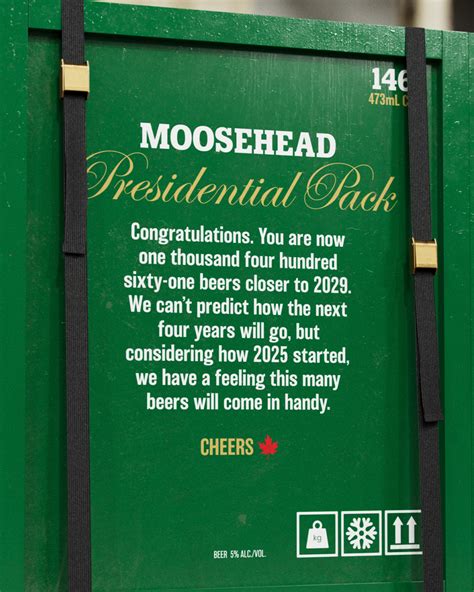 146
473mL C
MOOSEHEAD
Presidential Pack
Congratulations. You are now
one thousand four hundred
sixty-one beers closer to 2029.
We can't predict how the next
four years will go, but
considering how 2025 started,
we have a feeling this many
beers will come in handy.
CHEERS
kg
BEER 5% ALC./VOL.